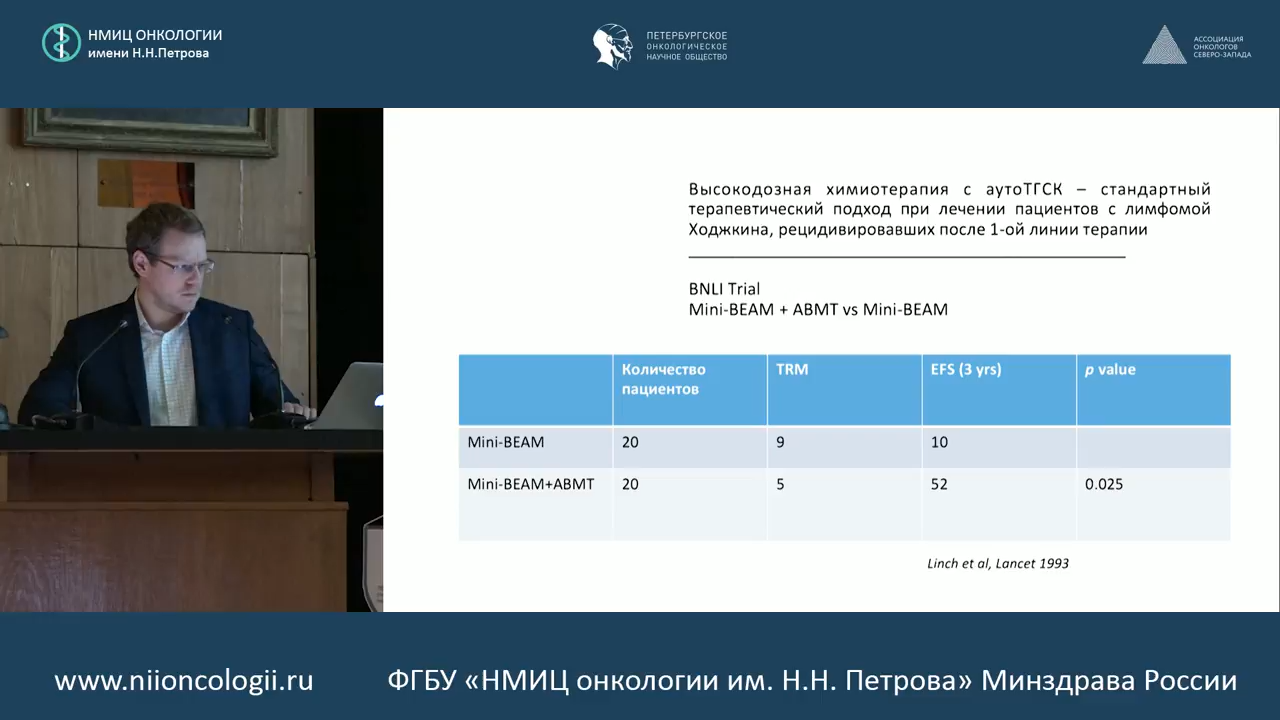 НМИЦ ОНКОЛОГИИ
имени Н.Н.Петрова
ПЕТЕРБУРГСКОЕ
ОНКОЛОГИЧЕСКОЕ
НАУЧНОЕ ОБЩЕСТВО
АССОЦИАЦИЯ
ОНКОЛОГОВ
СЕВЕРО-ЗАПАДА
Высокодозная химиотерапия с аутоТГСК – стандартный
терапевтический подход при лечении пациентов с лимфомой
Ходжкина, рецидивировавших после 1-ой линии терапии
BNLI Trial
Mini-BEAM + ABMT vs Mini-BEAM
Количество пациентов TRM EFS (3 yrs) p value
Mini-BEAM 20 9 10
Mini-BEAM+ABMT 20 5 52 0.025
Linch et al, Lancet 1993
www.niioncologii.ru
ФГБУ «НМИЦ онкологии им. Н.Н. Петрова» Минздрава России